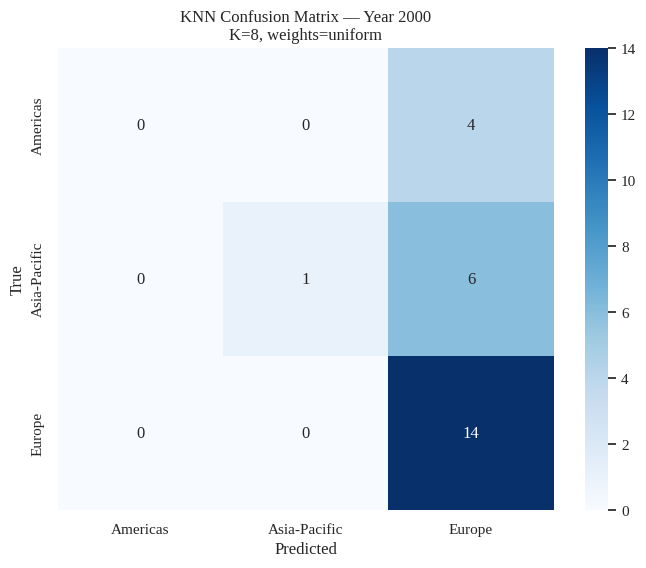 KNN Confusion Matrix — Year 2000
K=8, weights=uniform
True
Americas
0 0 4
Asia-Pacific
0 1 6
Europe
0 0 14
Americas Asia-Pacific Europe
Predicted
14
12
10
8
6
4
2
0